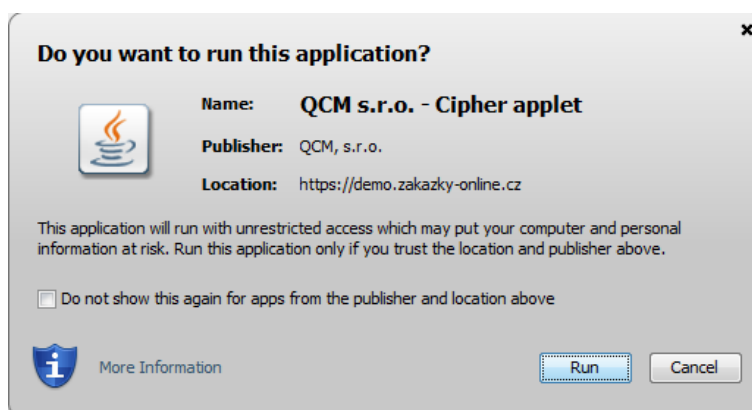 Do you want to run this application?
Name: QCM s.r.o. - Cipher applet
Publisher: QCM, s.r.o.
Location: https://demo.zakazky-online.cz
This application will run with unrestricted access which may put your computer and personal
information at risk. Run this application only if you trust the location and publisher above.
Do not show this again for apps from the publisher and location above
More Information
Run
Cancel